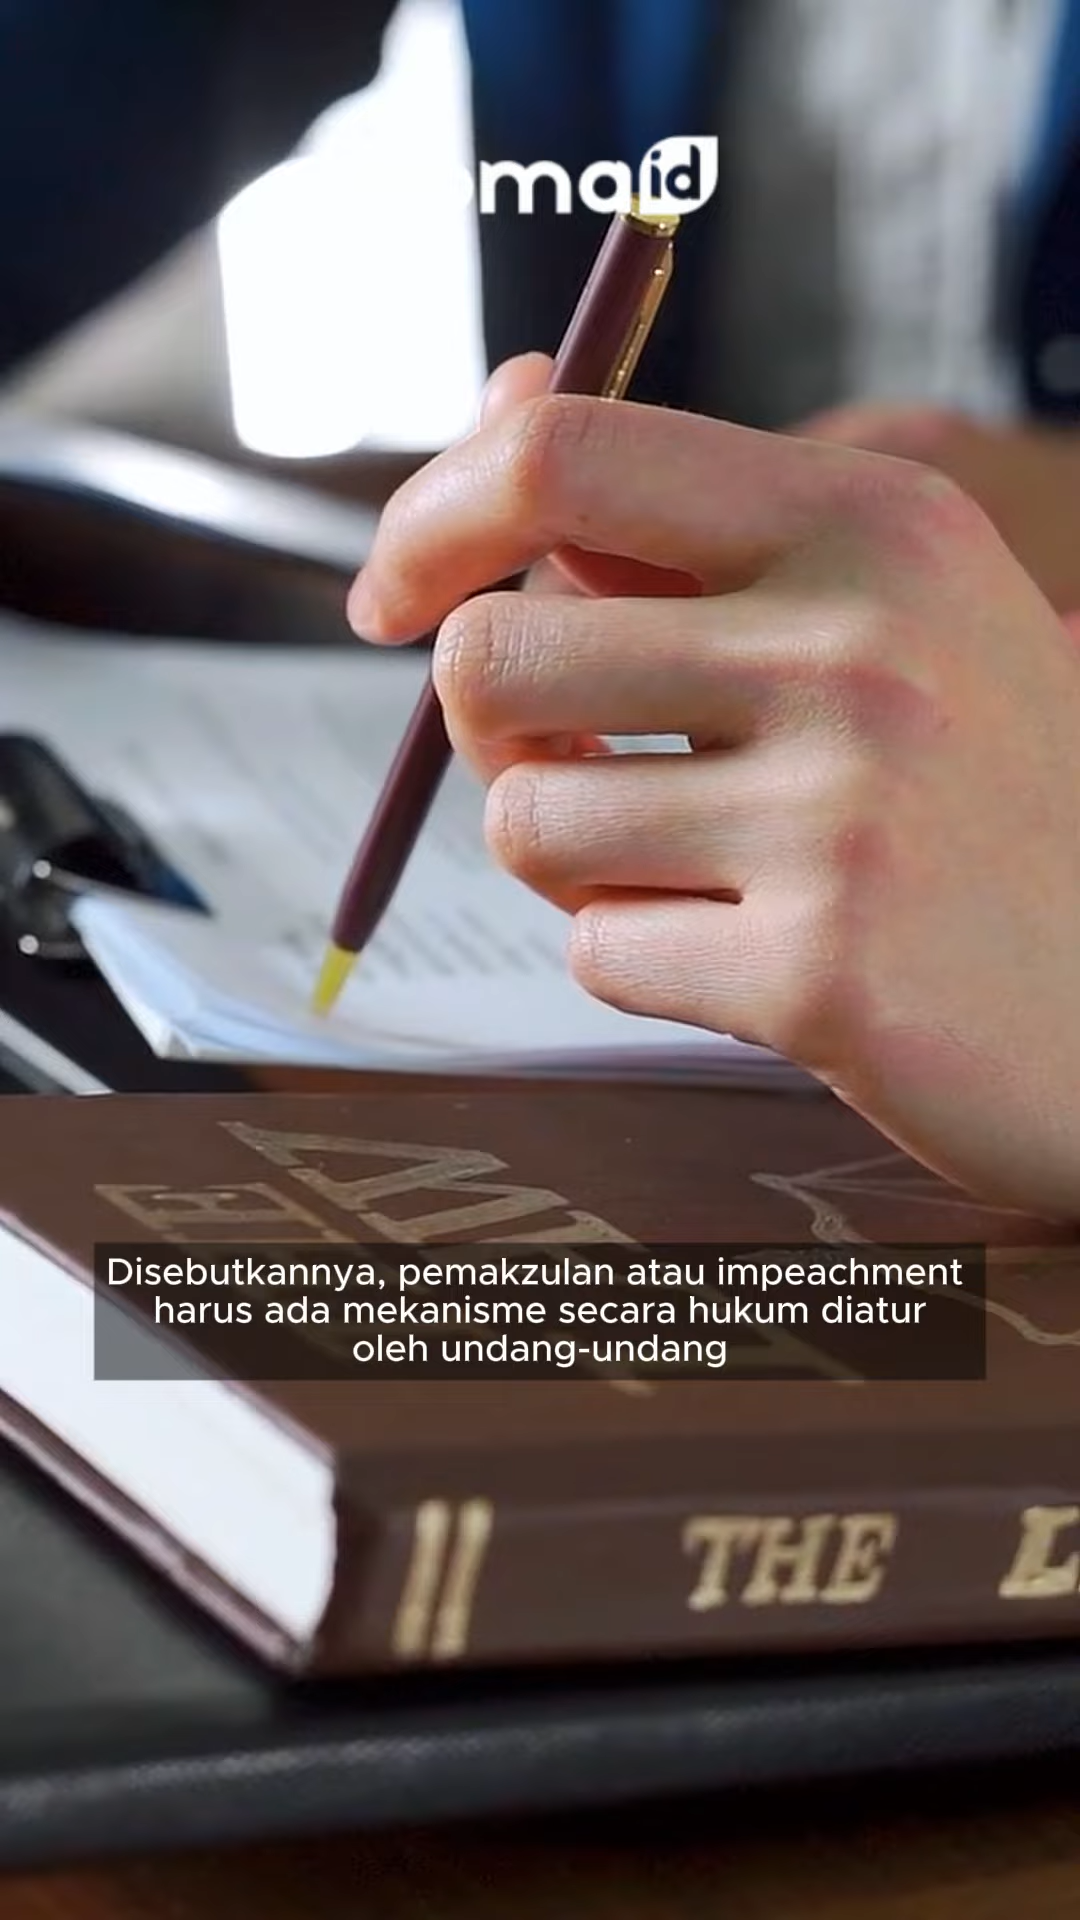 ma id
Disebutkannya, pemakzulan atau impeachment
harus ada mekanisme secara hukum diatur
oleh undang-undang
THE